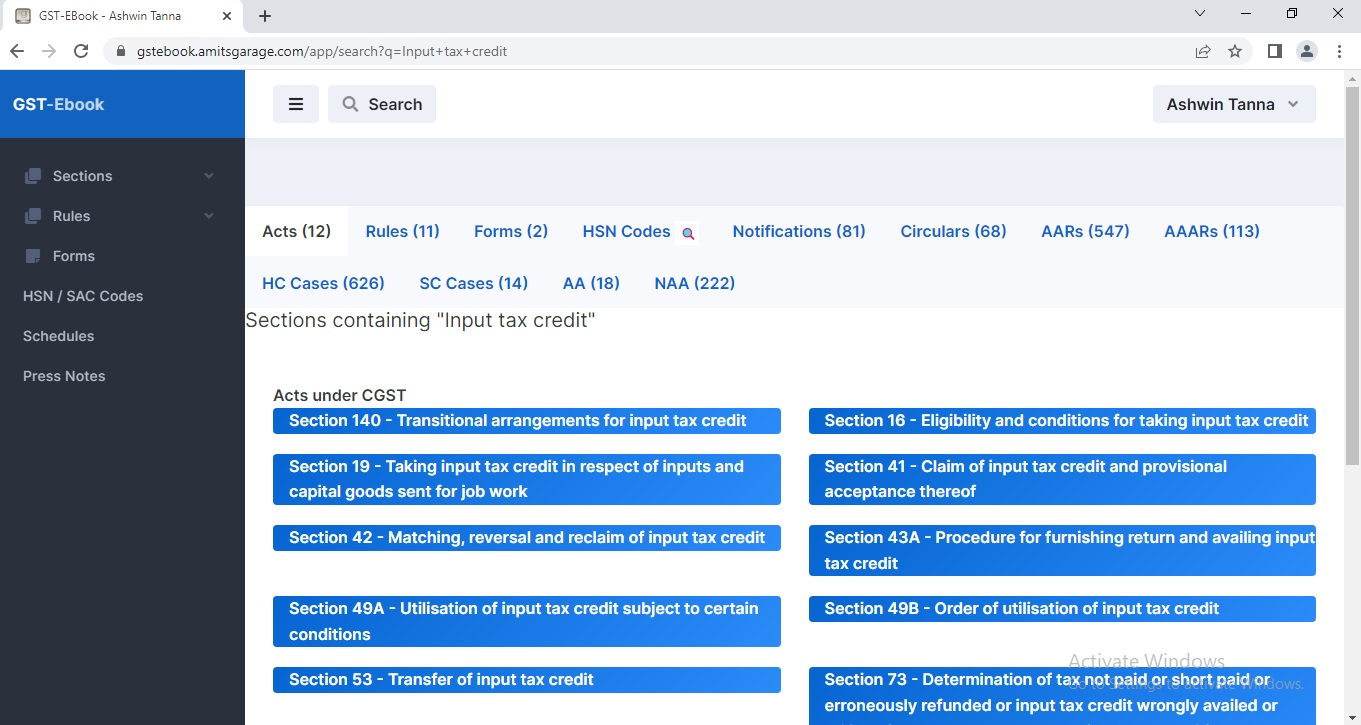 GST-EBook - Ashwin Tanna
gstebook.amitsgarage.com/app/search?q=Input+tax+credit
GST-Ebook
Search
Ashwin Tanna
Sections
Rules
Forms
HSN / SAC Codes
Schedules
Press Notes
Acts (12) Rules (11) Forms (2) HSN Codes Notifications (81) Circulars (68) AARs (547) AAARs (113)
HC Cases (626) SC Cases (14) AA (18) NAA (222)
Sections containing "Input tax credit"
Acts under CGST
Section 140 - Transitional arrangements for input tax credit
Section 16 - Eligibility and conditions for taking input tax credit
Section 19 - Taking input tax credit in respect of inputs and
capital goods sent for job work
Section 41 - Claim of input tax credit and provisional
acceptance thereof
Section 42 - Matching, reversal and reclaim of input tax credit
Section 43A - Procedure for furnishing return and availing input
tax credit
Section 49A - Utilisation of input tax credit subject to certain
conditions
Section 49B - Order of utilisation of input tax credit
Section 53 - Transfer of input tax credit
Section 73 - Determination of tax not paid or short paid or
erroneously refunded or input tax credit wrongly availed or
Activate Windows
Go to Settings to activate Windows.